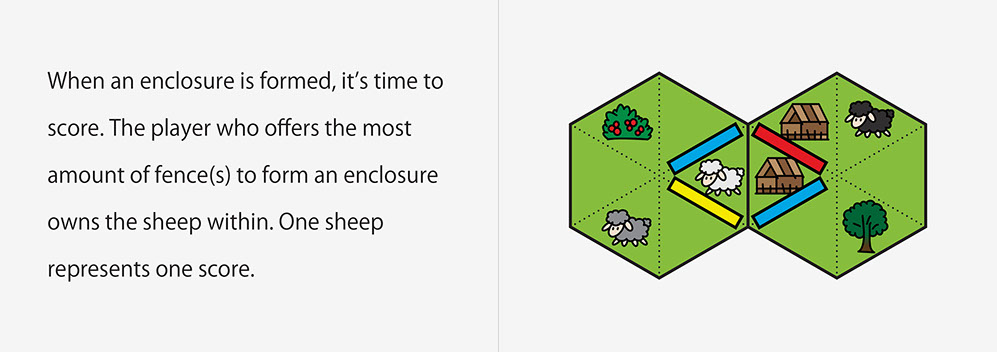 When an enclosure is formed, it’s time to
score. The player who offers the most
amount of fence(s) to form an enclosure
owns the sheep within. One sheep
represents one score.